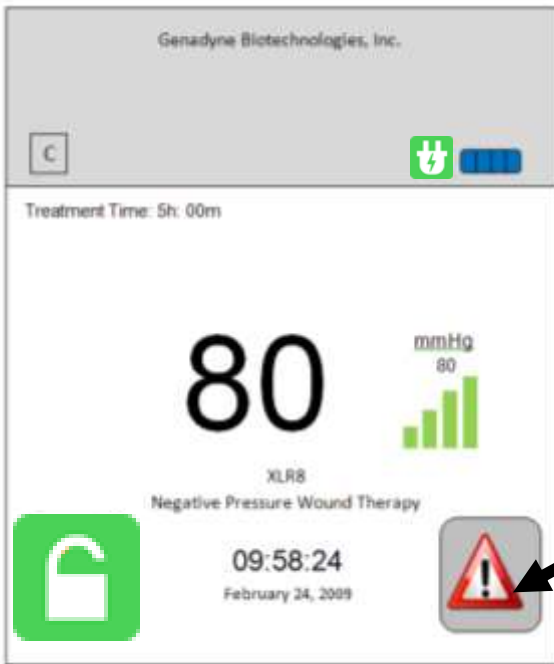 Genadyne Biotechnologies, Inc.
C
Treatment Time: 5h: 00m
80
mmHg
80
XLR8
Negative Pressure Wound Therapy
09:58:24
February 24, 2009